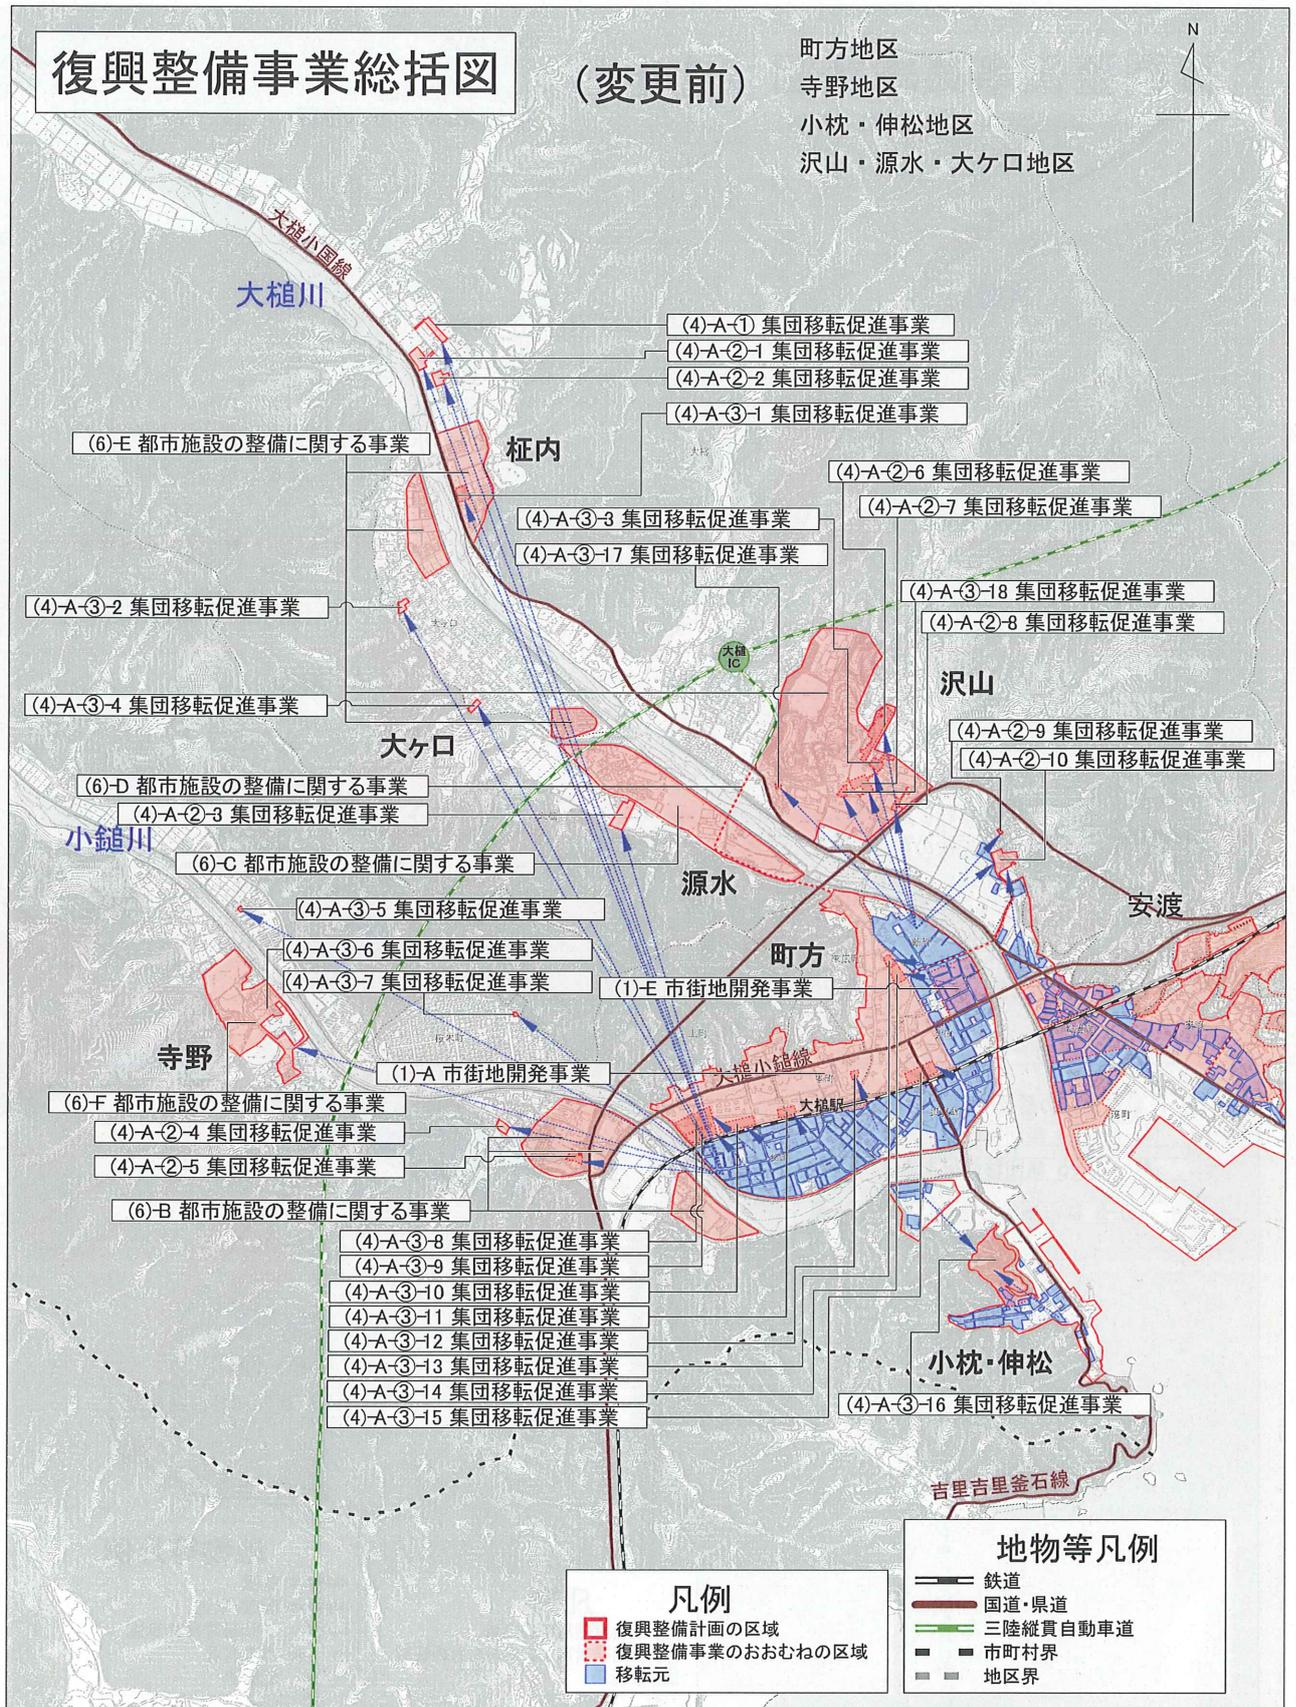 復興整備事業総括図
(変更前)
町方地区
寺野地区
小枕・伸松地区
沢山・源水・大ケ口地区
N
大槌小国線
大槌川
(4)-A-①集団移転促進事業
(4)-A-②-1 集団移転促進事業
(4)-A-②-2 集団移転促進事業
(4)-A-③-1 集団移転促進事業
(6)-E 都市施設の整備に関する事業
柾内
(4)-A-②-6 集団移転促進事業
(4)-A-②-7 集団移転促進事業
(4)-A-③-3 集団移転促進事業
(4)-A-③-17 集団移転促進事業
(4)-A-③-18 集団移転促進事業
(4)-A-②-8 集団移転促進事業
(4)-A-③-2 集団移転促進事業
大ケ口
大槌
IC
沢山
(4)-A-③-4 集団移転促進事業
(4)-A-②-9 集団移転促進事業
(4)-A-②-10 集団移転促進事業
大ヶ口
(6)-D 都市施設の整備に関する事業
(4)-A-②-3 集団移転促進事業
小鎚川
(6)-C 都市施設の整備に関する事業
源水
安渡
(4)-A-③-5 集団移転促進事業
(4)-A-③-6 集団移転促進事業
(4)-A-③-7 集団移転促進事業
町方
(1)-E 市街地開発事業
桜木町
上町
寺野
大槌小鎚線
(1)-A 市街地開発事業
(6)-F 都市施設の整備に関する事業
大槌駅
(4)-A-②-4 集団移転促進事業
(4)-A-②-5 集団移転促進事業
(6)-B 都市施設の整備に関する事業
(4)-A-③-8 集団移転促進事業
(4)-A-③-9 集団移転促進事業
(4)-A-③-10 集団移転促進事業
(4)-A-③-11 集団移転促進事業
(4)-A-③-12 集団移転促進事業
(4)-A-③-13 集団移転促進事業
(4)-A-③-14 集団移転促進事業
(4)-A-③-15 集団移転促進事業
小枕・伸松
(4)-A-③-16 集団移転促進事業
吉里吉里釜石線
凡例
復興整備計画の区域
復興整備事業のおおむねの区域
移転元
地物等凡例
鉄道
国道・県道
三陸縦貫自動車道
市町村界
地区界